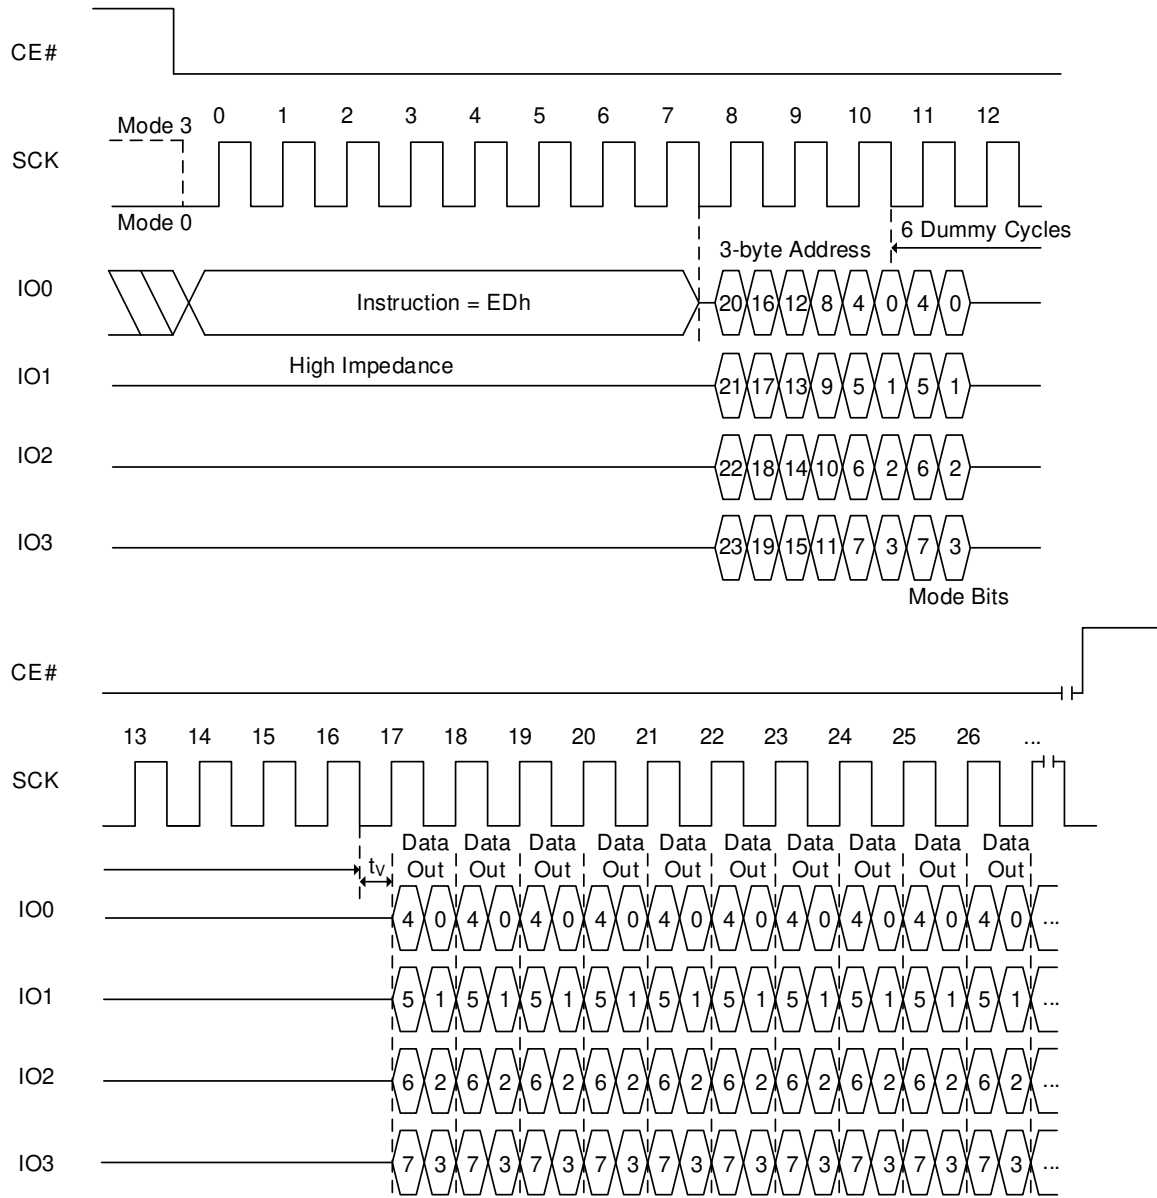 CE#
Mode 3
0 1 2 3 4 5 6 7 8 9 10 11 12
SCK
Mode 0
6 Dummy Cycles
3-byte Address
IO0
Instruction = EDh
20 16 12 8 4 0 4 0
High Impedance
IO1
21 17 13 9 5 1 5 1
IO2
22 18 14 10 6 2 6 2
IO3
23 19 15 11 7 3 7 3
Mode Bits
CE#
13 14 15 16 17 18 19 20 21 22 23 24 25 26 ...
SCK
Data Data Data Data Data Data Data Data Data Data
tV Out Out Out Out Out Out Out Out Out Out
IO0 4 0 4 0 4 0 4 0 4 0 4 0 4 0 4 0 4 0 4 0 ...
IO1 5 1 5 1 5 1 5 1 5 1 5 1 5 1 5 1 5 1 5 1 ...
IO2 6 2 6 2 6 2 6 2 6 2 6 2 6 2 6 2 6 2 6 2 ...
IO3 7 3 7 3 7 3 7 3 7 3 7 3 7 3 7 3 7 3 7 3 ...